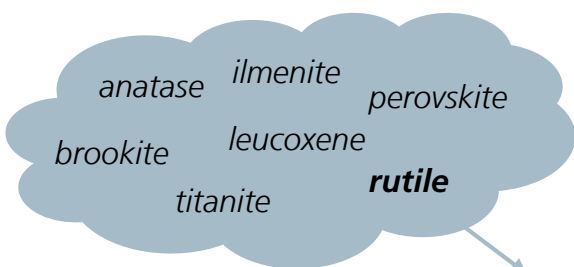 anatase
ilmenite
perovskite
brookite
leucoxene
titanite
rutile